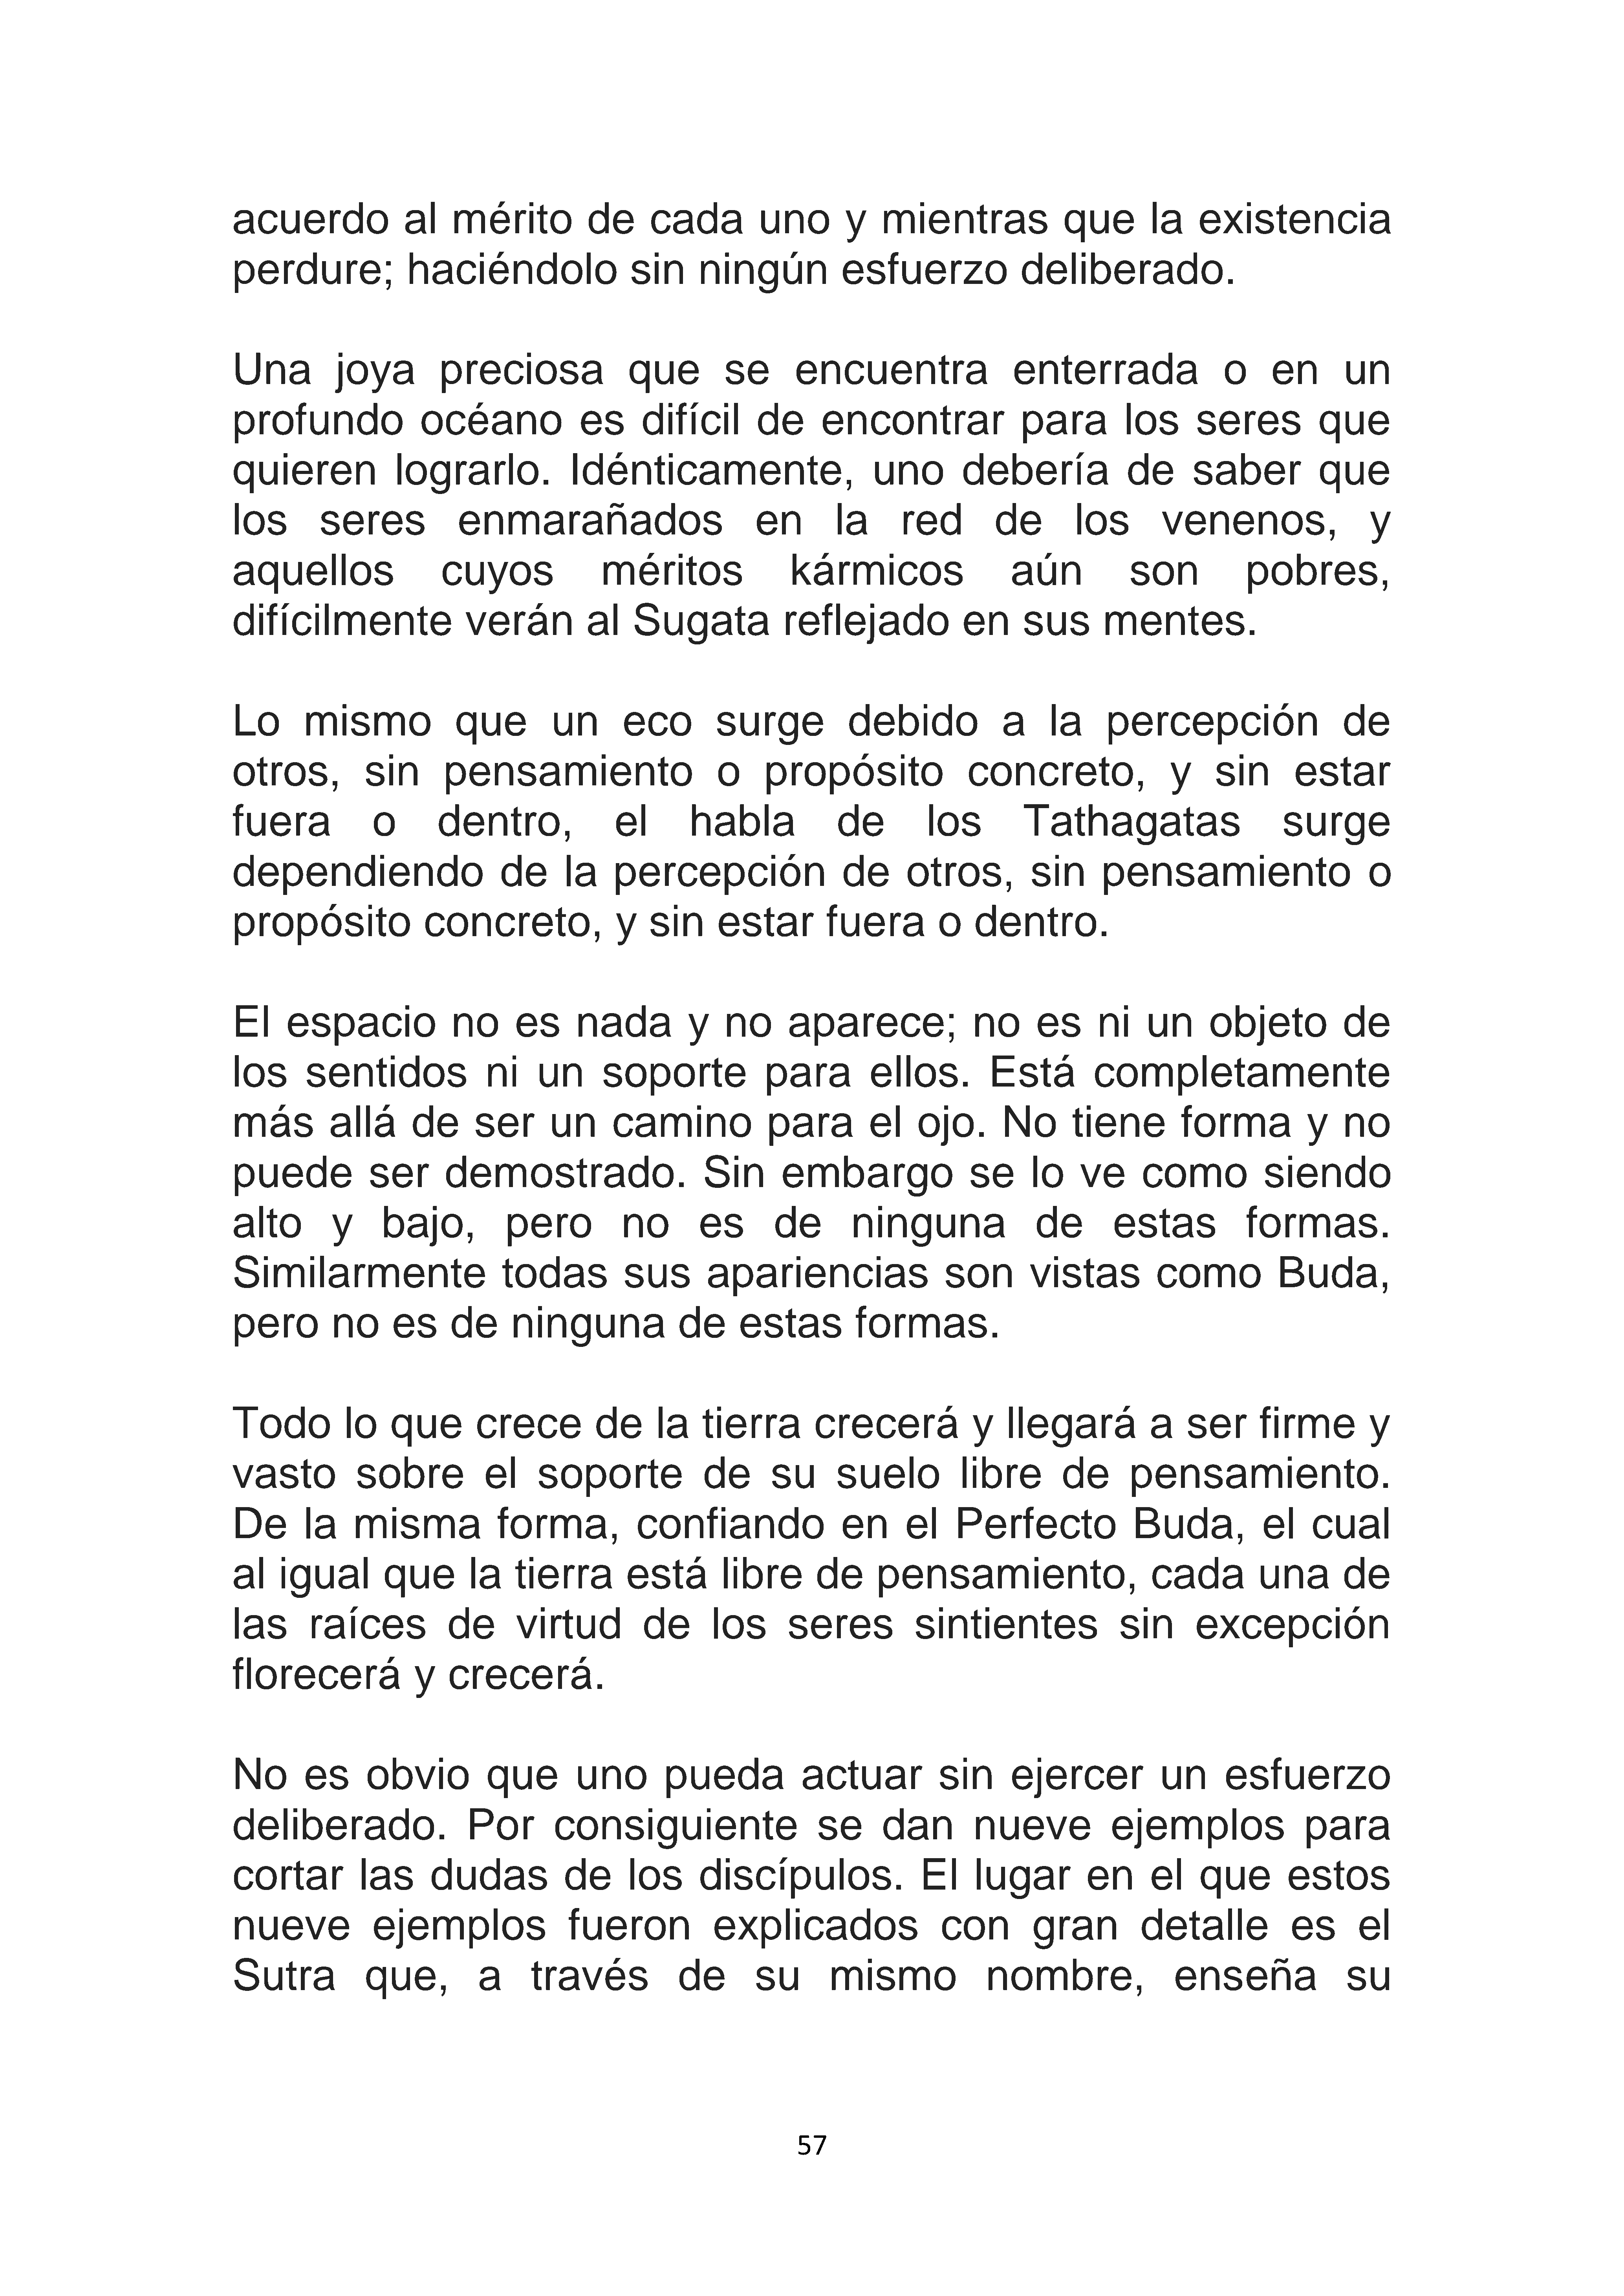 acuerdo al mérito de cada uno y mientras que la existencia
perdure; haciéndolo sin ningún esfuerzo deliberado.
Una joya preciosa que se encuentra enterrada o en un
profundo océano es difícil de encontrar para los seres que
quieren lograrlo. Idénticamente, uno debería de saber que
los seres enmarañados en la red de los venenos, y
aquellos cuyos méritos kármicos aún son pobres,
difícilmente verán al Sugata reflejado en sus mentes.
Lo mismo que un eco surge debido a la percepción de
otros, sin pensamiento o propósito concreto, y sin estar
fuera o dentro, el habla de los Tathagatas surge
dependiendo de la percepción de otros, sin pensamiento o
propósito concreto, y sin estar fuera o dentro.
El espacio no es nada y no aparece; no es ni un objeto de
los sentidos ni un soporte para ellos. Está completamente
más allá de ser un camino para el ojo. No tiene forma y no
puede ser demostrado. Sin embargo se lo ve como siendo
alto y bajo, pero no es de ninguna de estas formas.
Similarmente todas sus apariencias son vistas como Buda,
pero no es de ninguna de estas formas.
Todo lo que crece de la tierra crecerá y llegará a ser firme y
vasto sobre el soporte de su suelo libre de pensamiento.
De la misma forma, confiando en el Perfecto Buda, el cual
al igual que la tierra está libre de pensamiento, cada una de
las raíces de virtud de los seres sintientes sin excepción
florecerá y crecerá.
No es obvio que uno pueda actuar sin ejercer un esfuerzo
deliberado. Por consiguiente se dan nueve ejemplos para
cortar las dudas de los discípulos. El lugar en el que estos
nueve ejemplos fueron explicados con gran detalle es el
Sutra que, a través de su mismo nombre, enseña su
57